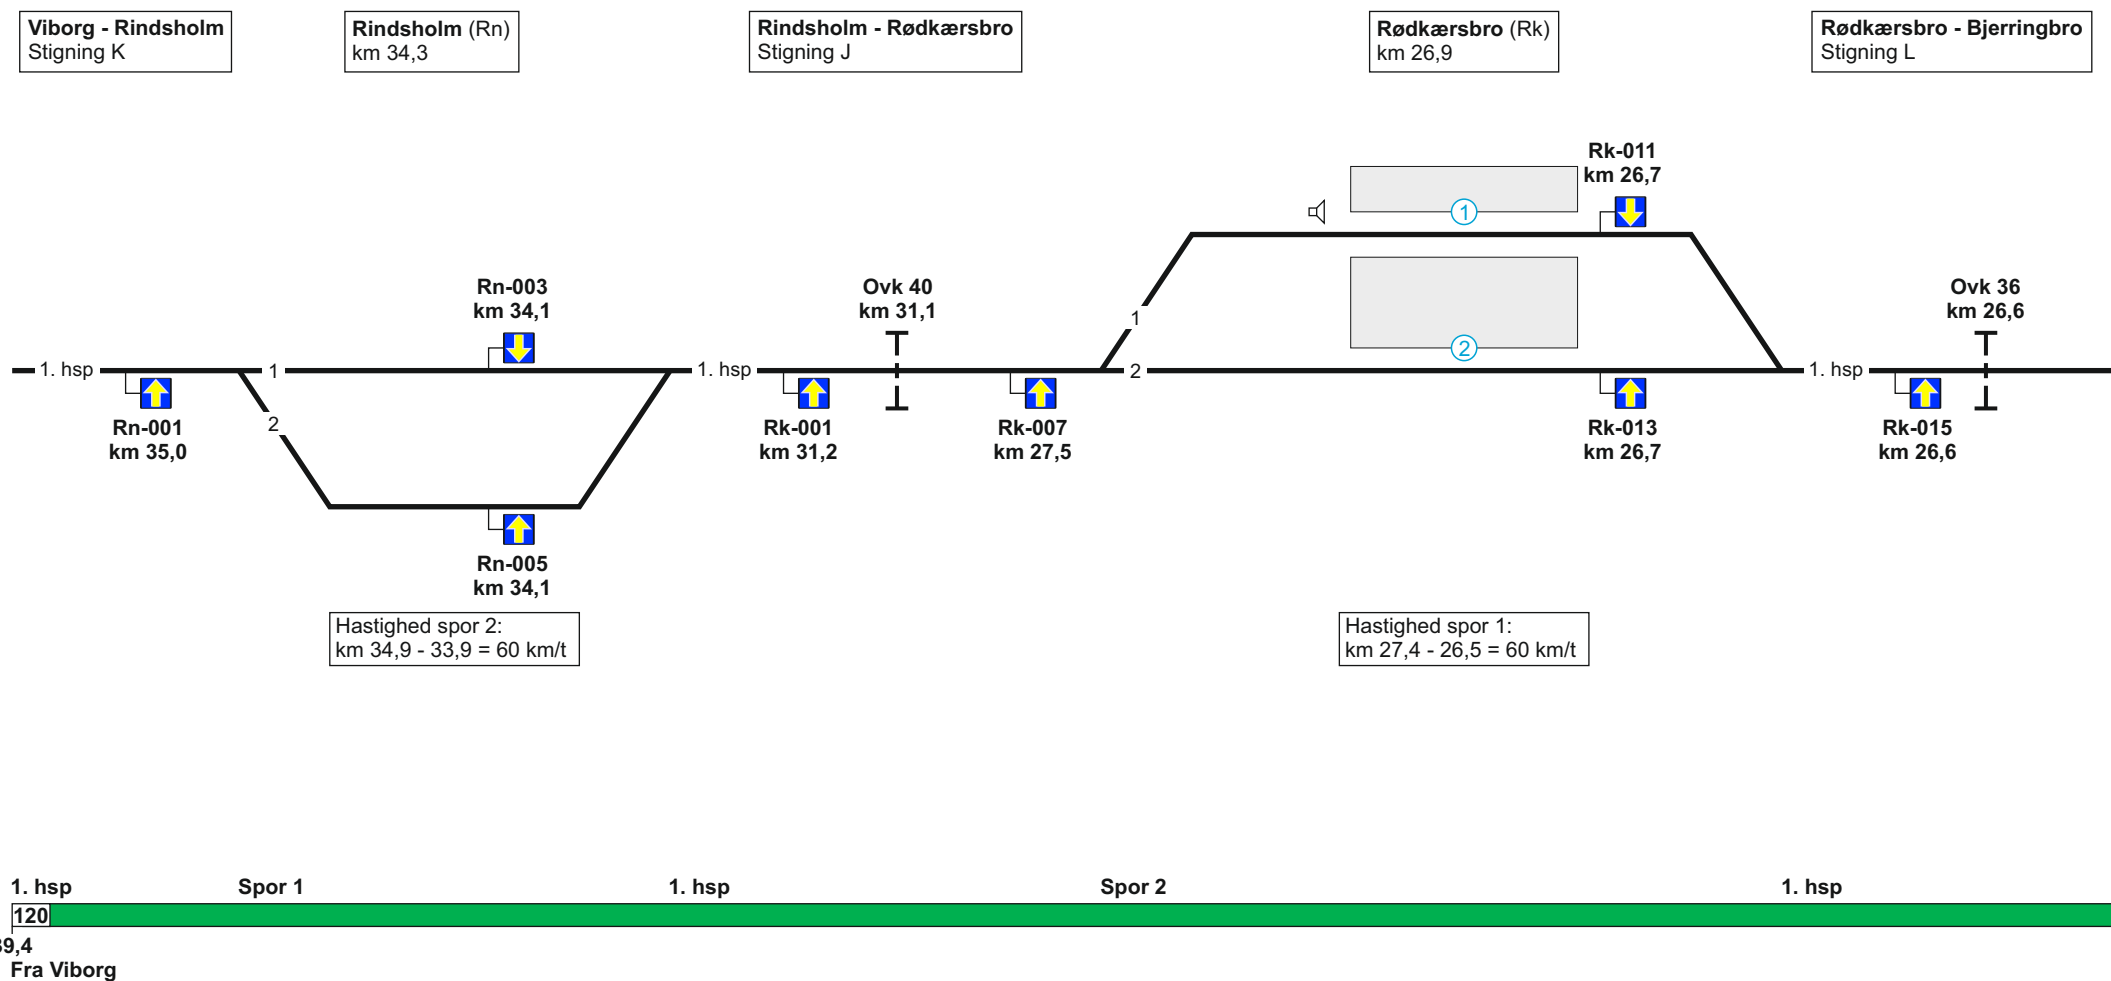 Viborg - Rindsholm
Stigning K
Rindsholm (Rn)
km 34,3
Rindsholm - Rødkærsbro
Stigning J
Rødkærsbro (Rk)
km 26,9
Rødkærsbro - Bjerringbro
Stigning L
Rk-011
km 26,7
1
Rn-003
km 34,1
Ovk 40
km 31,1
1
2
Ovk 36
km 26,6
1. hsp
1
1. hsp
2
1. hsp
2
Rn-001
km 35,0
Rk-001
km 31,2
Rk-007
km 27,5
Rk-013
km 26,7
Rk-015
km 26,6
Rn-005
km 34,1
Hastighed spor 2:
km 34,9 - 33,9 = 60 km/t
Hastighed spor 1:
km 27,4 - 26,5 = 60 km/t
1. hsp
Spor 1
1. hsp
Spor 2
1. hsp
120
9,4
Fra Viborg